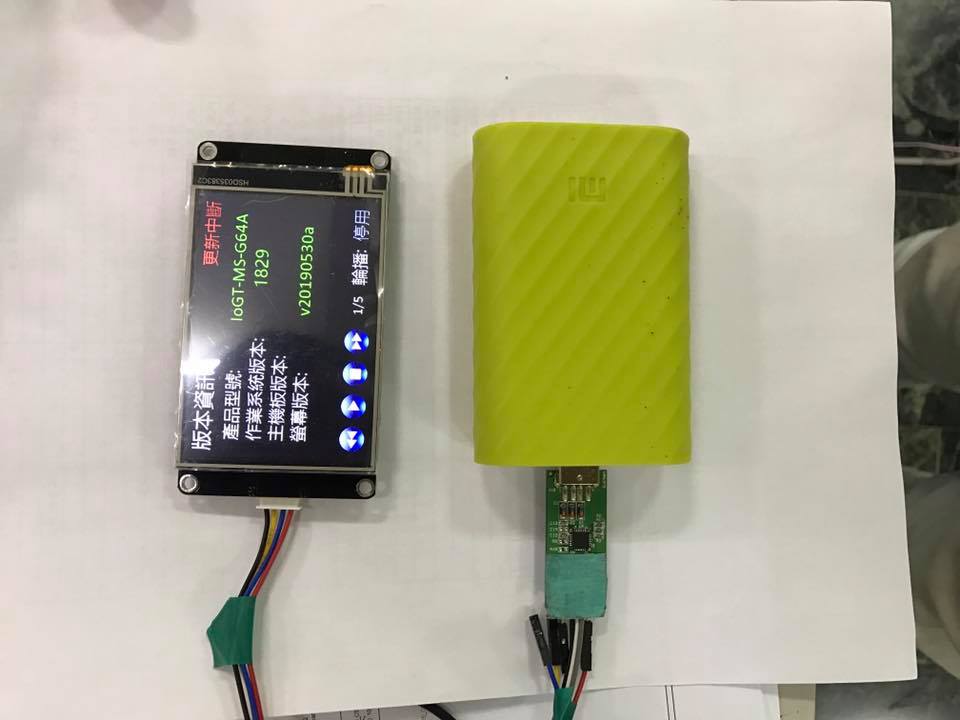 HSD035383C2
更新中斷
版本資訊
產品型號: IoGT-MS-G64A
作業系統版本: 1829
主機板版本:
螢幕版本: v20190530a
1/5 輪播: 停用